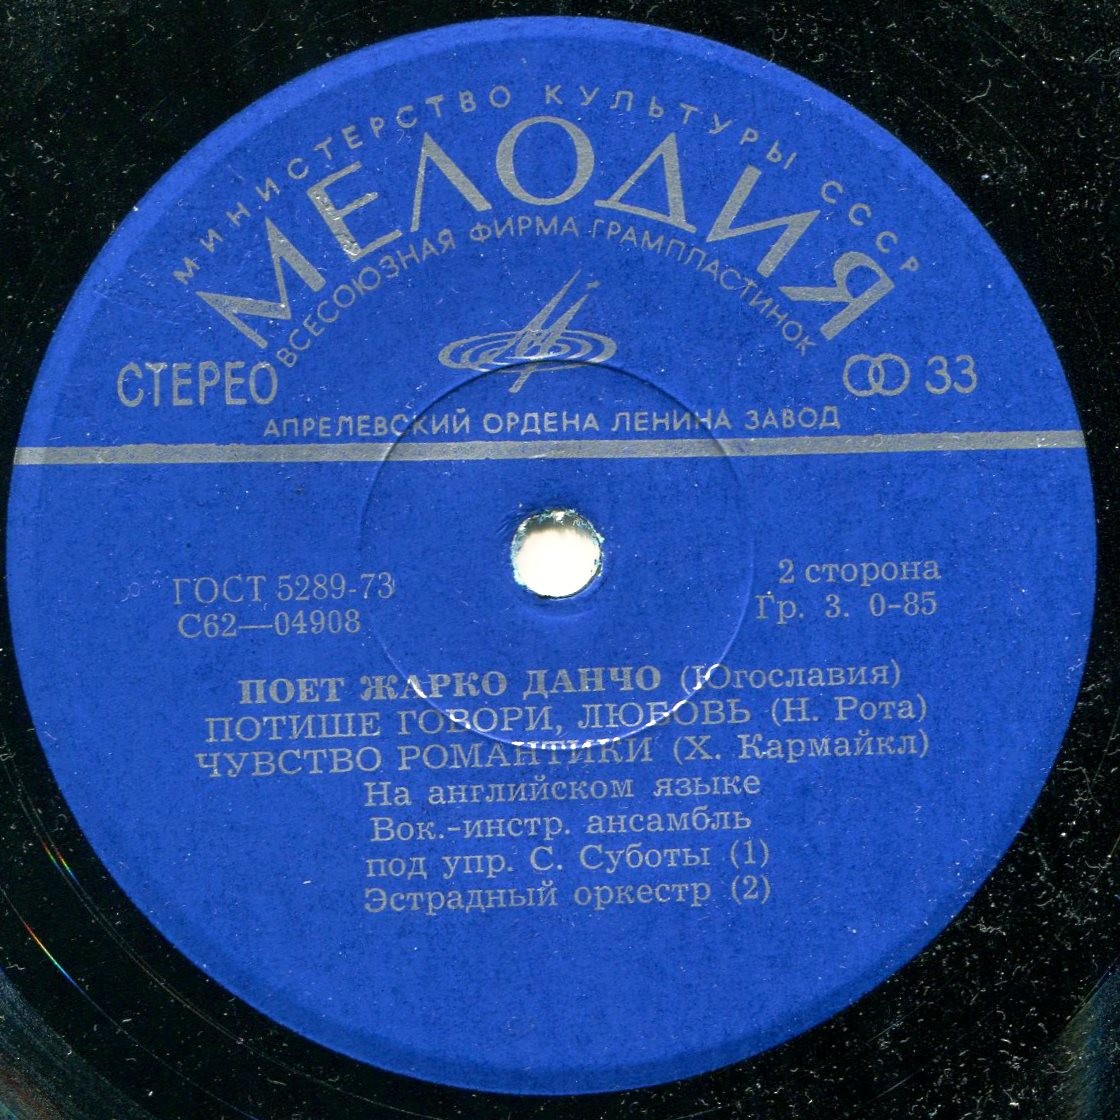 МИНИСТЕРСТВО КУЛЬТУРЫ СССР
МЕЛОДИЯ
ВСЕСОЮЗНАЯ ФИРМА ГРАМПЛАСТИНОК
СТЕРЕО
33
АПРЕЛЕВСКИЙ ОРДЕНА ЛЕНИНА ЗАВОД
ГОСТ 5289-73
С62—04908
2 сторона
Гр. 3. 0-85
ПОЕТ ЖАРКО ДАНЧО (Югославия)
ПОТИШЕ ГОВОРИ, ЛЮБОВЬ (Н. Рота)
ЧУВСТВО РОМАНТИКИ (Х. Кармайкл)
На английском языке
Вок.-инстр. ансамбль
под упр. С. Суботы (1)
Эстрадный оркестр (2)